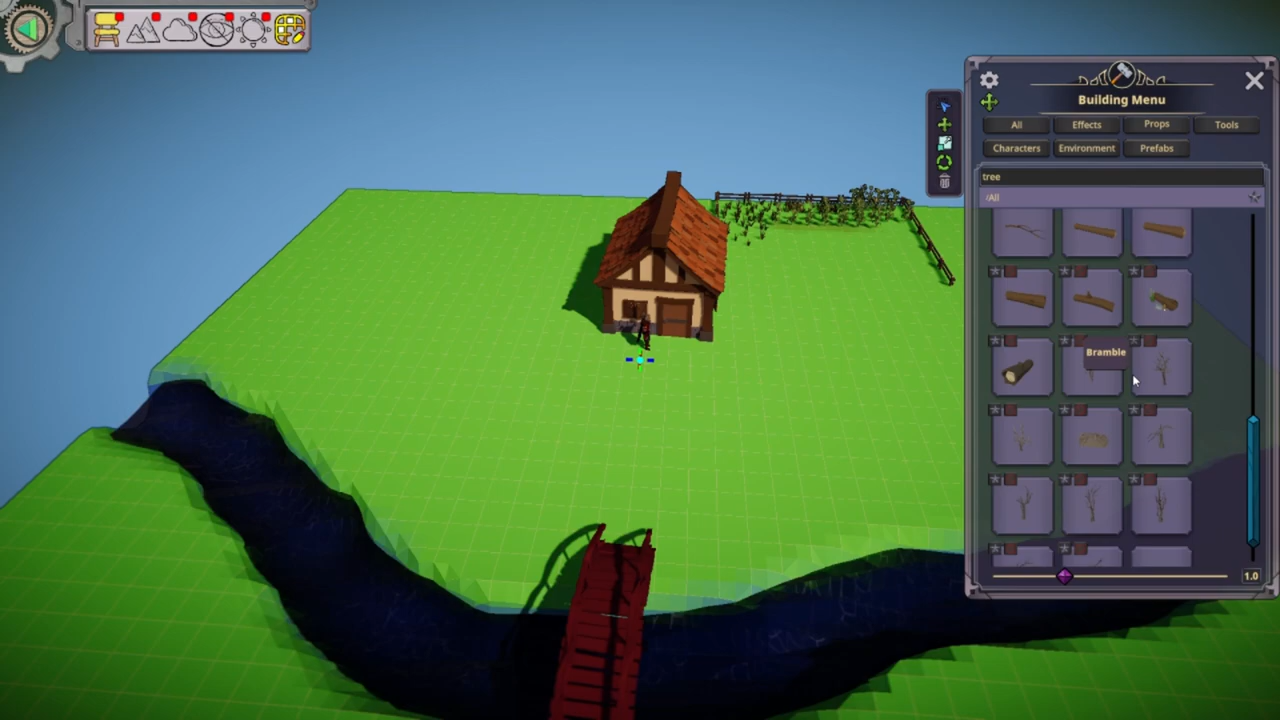 Building Menu
All Effects Props Tools
Characters Environment Prefabs
tree
/All
Bramble
1.0